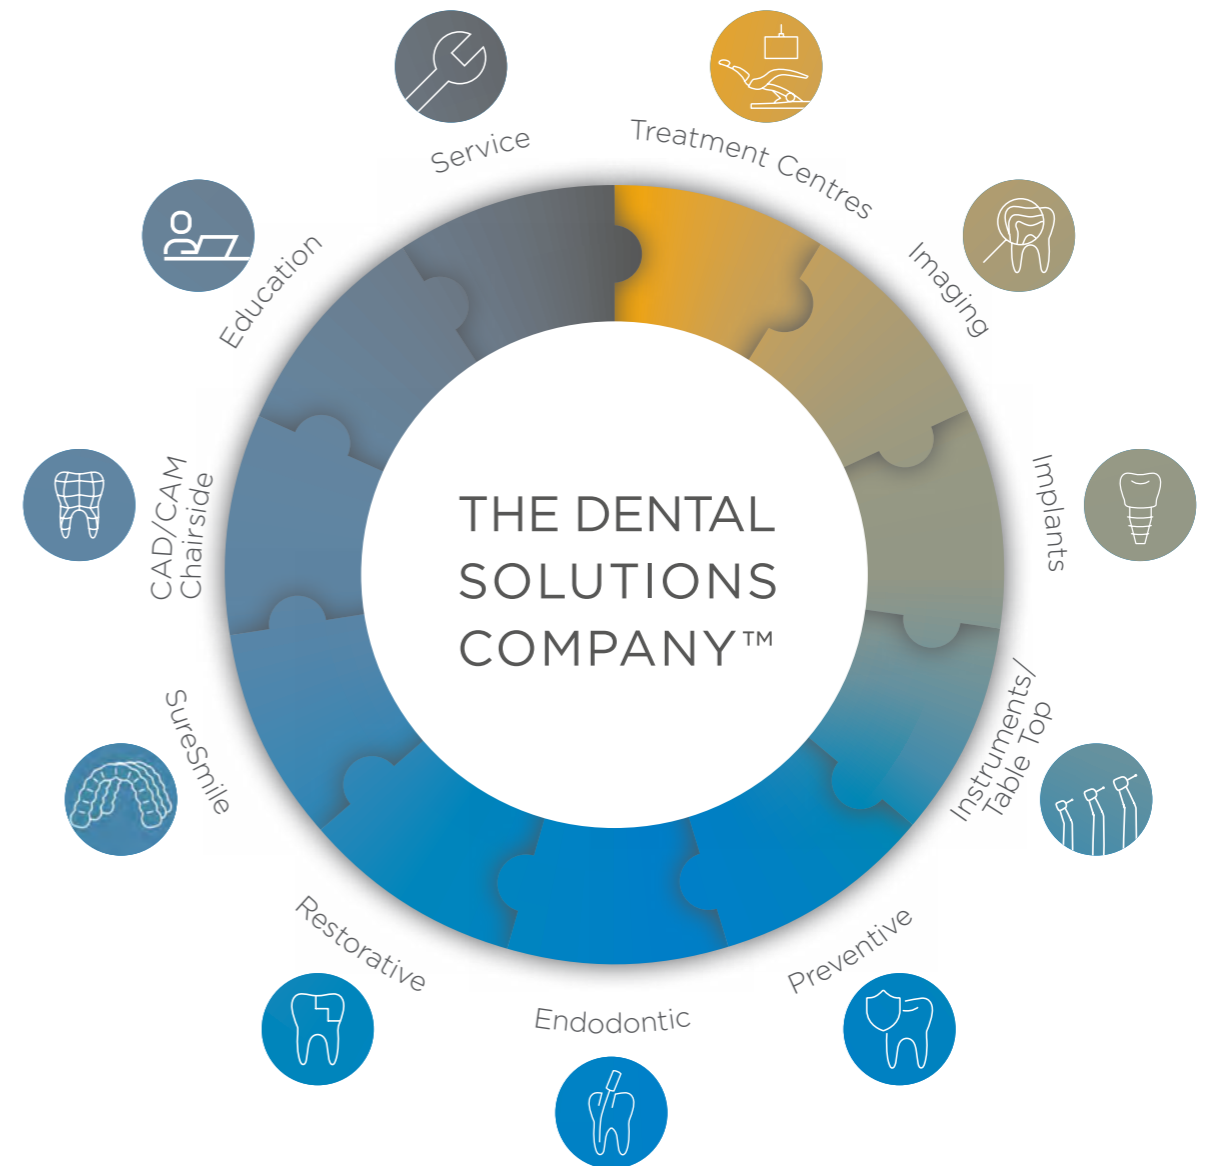 Service
Treatment Centres
Imaging
Implants
Instruments/
Table Top
Preventive
Endodontic
Restorative
SureSmile
CAD/CAM
Chairside
Education
THE DENTAL
SOLUTIONS
COMPANY™